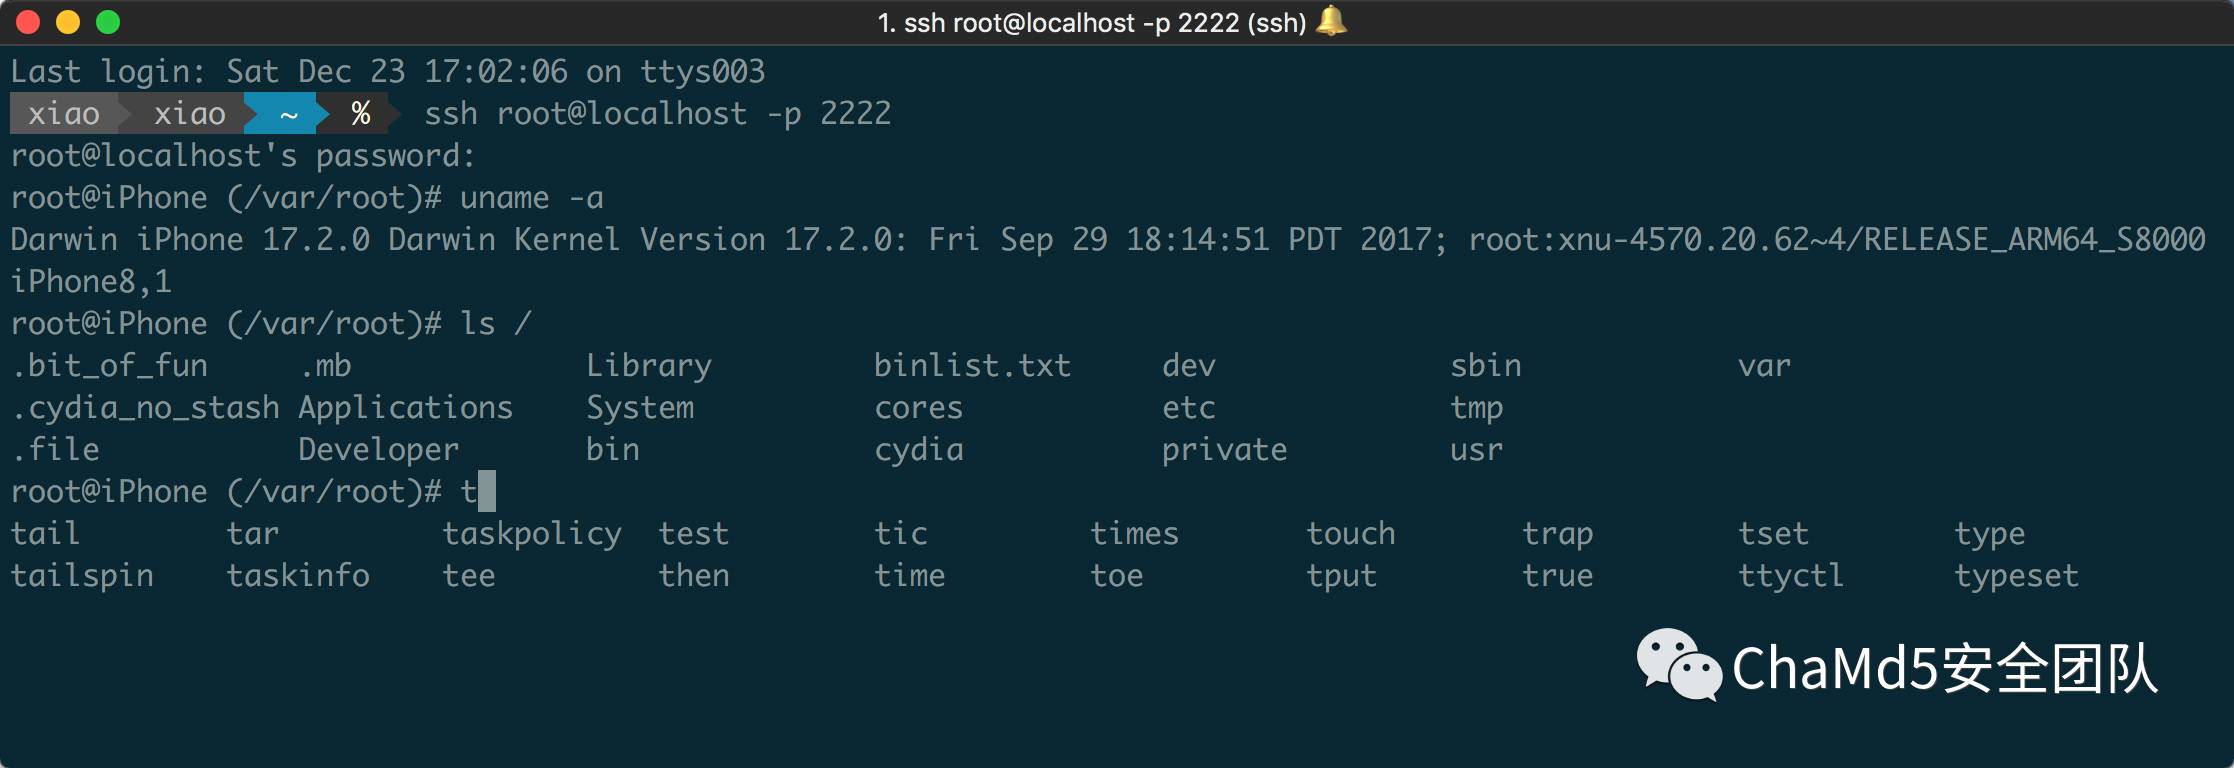 1. ssh root@localhost -p 2222 (ssh) 🔔
Last login: Sat Dec 23 17:02:06 on ttys003
xiao xiao ~ % ssh root@localhost -p 2222
root@localhost's password:
root@iPhone (/var/root)# uname -a
Darwin iPhone 17.2.0 Darwin Kernel Version 17.2.0: Fri Sep 29 18:14:51 PDT 2017; root:xnu-4570.20.62~4/RELEASE_ARM64_S8000
iPhone8,1
root@iPhone (/var/root)# ls /
.bit_of_fun .mb Library binlist.txt dev sbin var
.cydia_no_stash Applications System cores etc tmp
.file Developer bin cydia private usr
root@iPhone (/var/root)# t
tail tar taskpolicy test tic times touch trap tset type
tailspin taskinfo tee then time toe tput true ttyctl typeset
ChaMd5安全团队